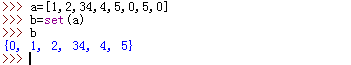 >>> a=[1,2,34,4,5,0,5,0]
>>> b=set(a)
>>> b
{0, 1, 2, 34, 4, 5}
>>>